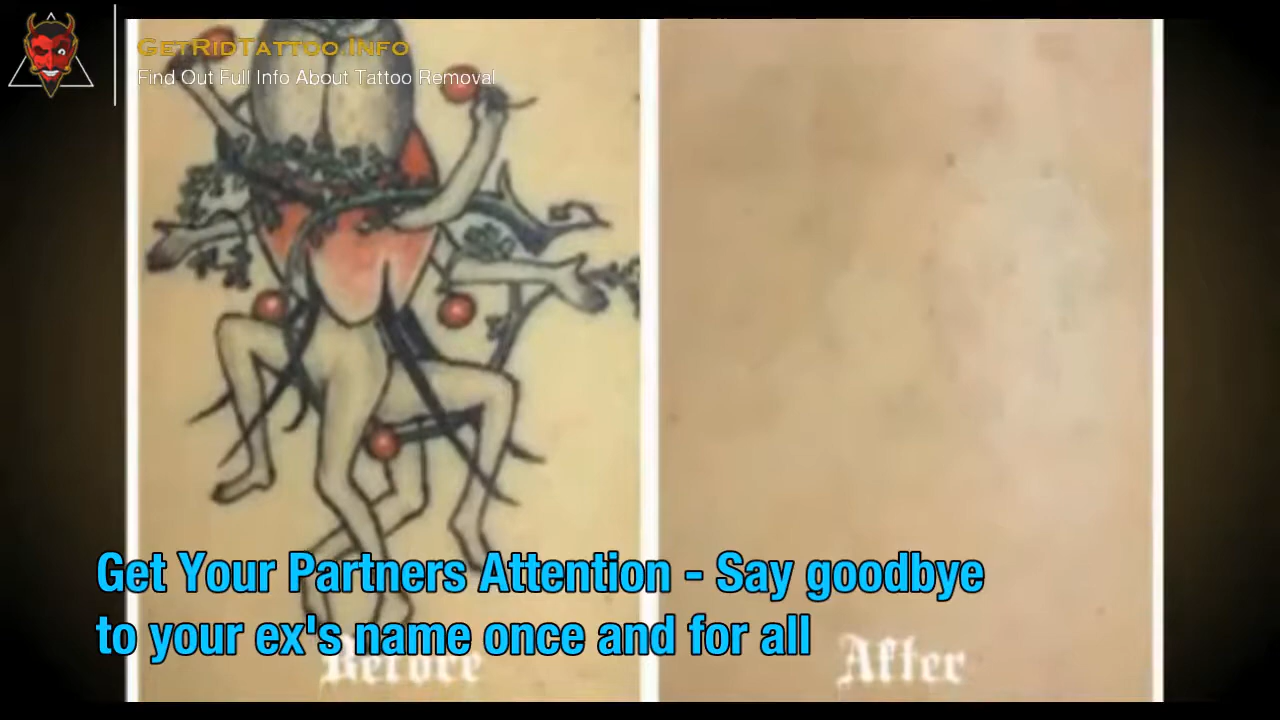 GetRidTattoo.Info
Find Out Full Info About Tattoo Removal
Get Your Partners Attention - Say goodbye
to your ex's name once and for all
Before
After